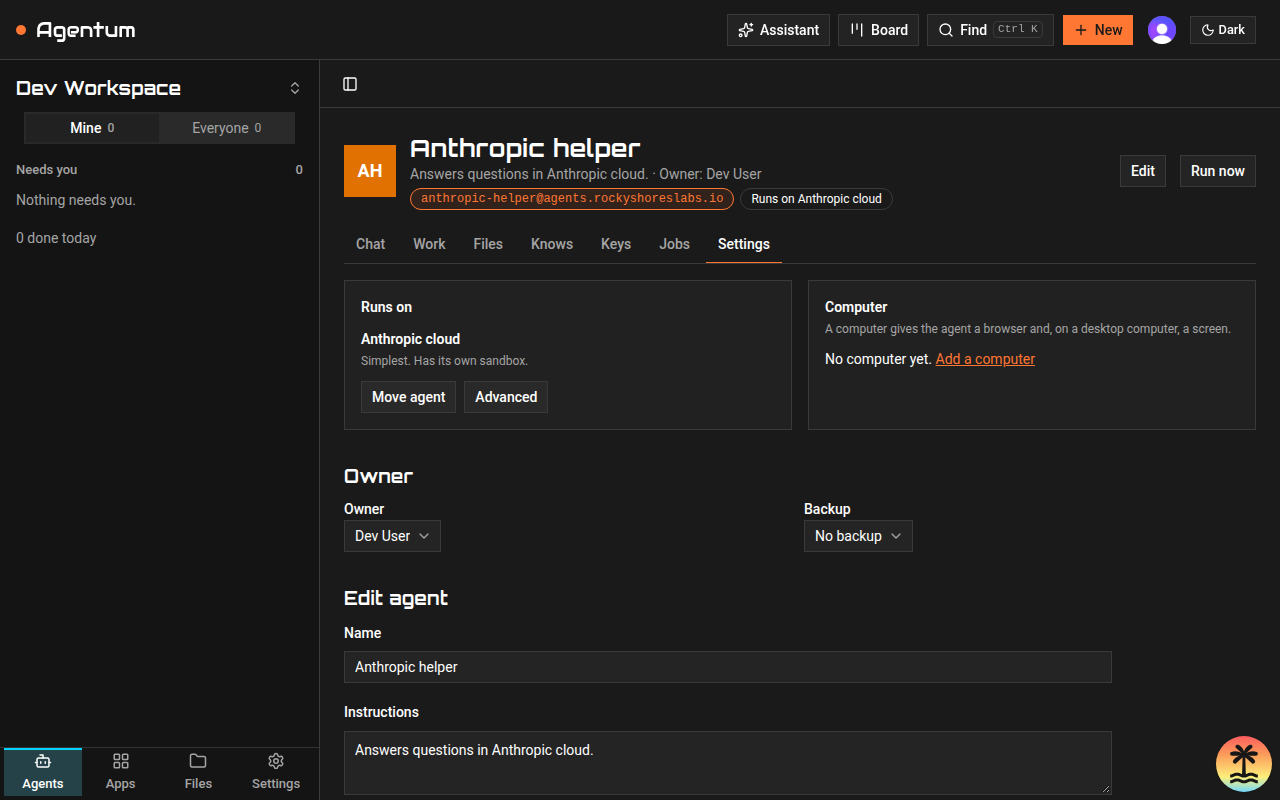 Agentum
Assistant
Board
Find Ctrl K
New
Dark
Dev Workspace
Mine 0
Everyone 0
Needs you 0
Nothing needs you.
0 done today
AH
Anthropic helper
Answers questions in Anthropic cloud. · Owner: Dev User
anthropic-helper@agents.rockyshoreslabs.io
Runs on Anthropic cloud
Edit
Run now
Chat
Work
Files
Knows
Keys
Jobs
Settings
Runs on
Anthropic cloud
Simplest. Has its own sandbox.
Move agent
Advanced
Computer
A computer gives the agent a browser and, on a desktop computer, a screen.
No computer yet. Add a computer
Owner
Owner
Dev User
Backup
No backup
Edit agent
Name
Anthropic helper
Instructions
Answers questions in Anthropic cloud.
Agents
Apps
Files
Settings